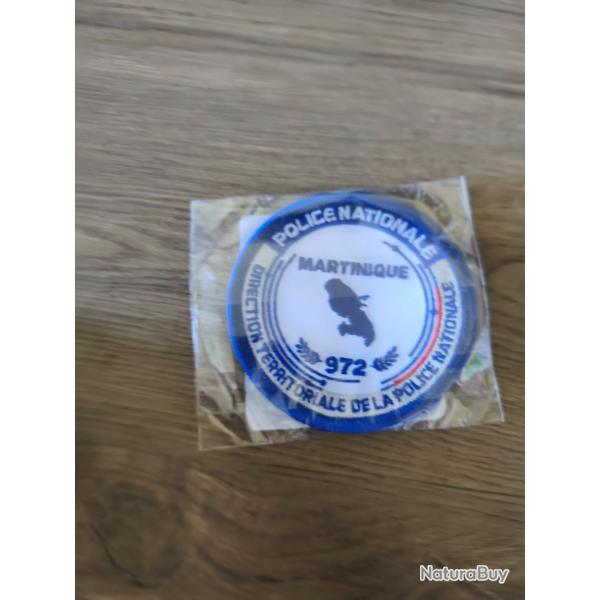 POLICE NATIONALE
MARTINIQUE
972
DIRECTION TERRITORIALE DE LA POLICE NATIONALE
NaturaBuy